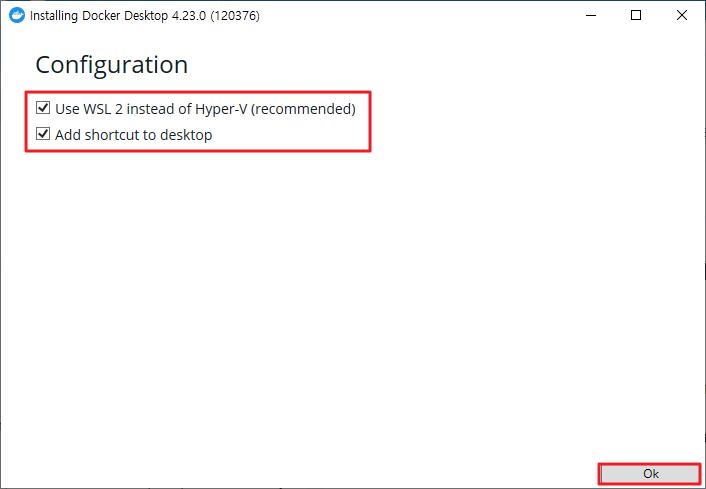 Installing Docker Desktop 4.23.0 (120376)
Configuration
Use WSL 2 instead of Hyper-V (recommended)
Add shortcut to desktop
Ok